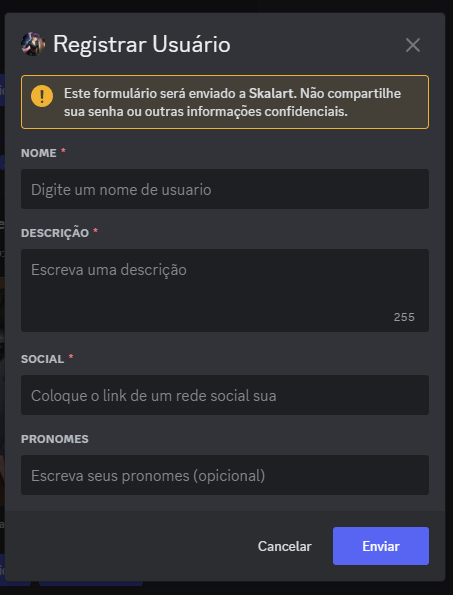 Registrar Usuário
Este formulário será enviado a Skalart. Não compartilhe
sua senha ou outras informações confidenciais.
NOME *
Digite um nome de usuario
DESCRIÇÃO *
Escreva uma descrição
255
SOCIAL *
Coloque o link de um rede social sua
PRONOMES
Escreva seus pronomes (opicional)
Cancelar
Enviar